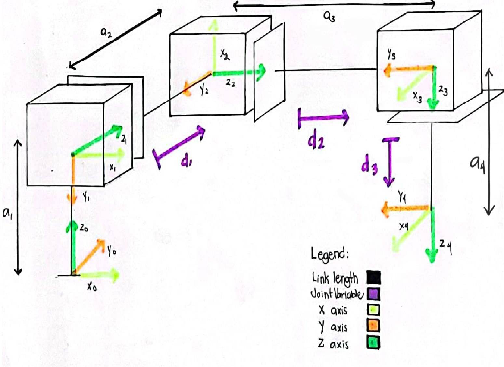 a₂
a₃
x₂
y₂
z₂
y₃
x₃
z₃
z₁
x₁
d₁
d₂
d₃
a₄
a₁
y₁
z₀
y₀
x₀
y₄
x₄
z₄
Legend:
Link length
Joint Variable
X axis
Y axis
Z axis